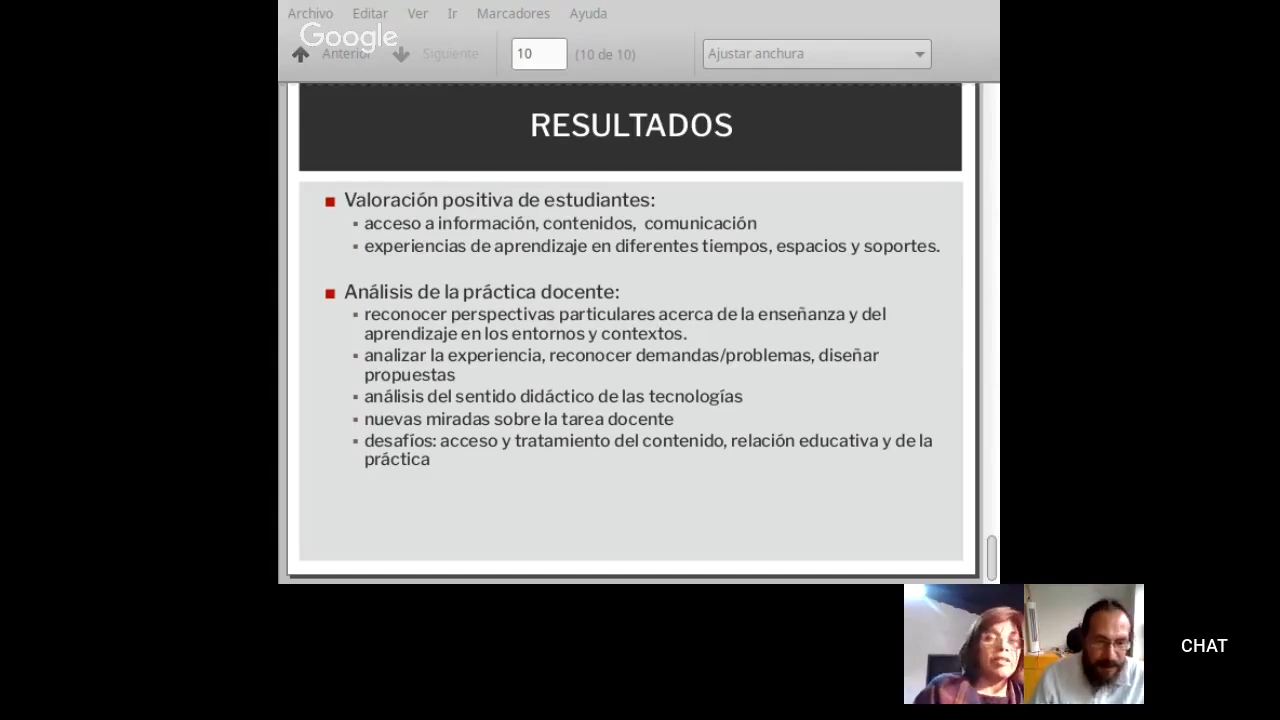 Archivo Editar Ver Ir Marcadores Ayuda
Google
Anterior Siguiente 10 (10 de 10) Ajustar anchura
RESULTADOS
Valoración positiva de estudiantes:
acceso a información, contenidos, comunicación
experiencias de aprendizaje en diferentes tiempos, espacios y soportes.
Análisis de la práctica docente:
reconocer perspectivas particulares acerca de la enseñanza y del
aprendizaje en los entornos y contextos.
analizar la experiencia, reconocer demandas/problemas, diseñar
propuestas
análisis del sentido didáctico de las tecnologías
nuevas miradas sobre la tarea docente
desafíos: acceso y tratamiento del contenido, relación educativa y de la
práctica
CHAT